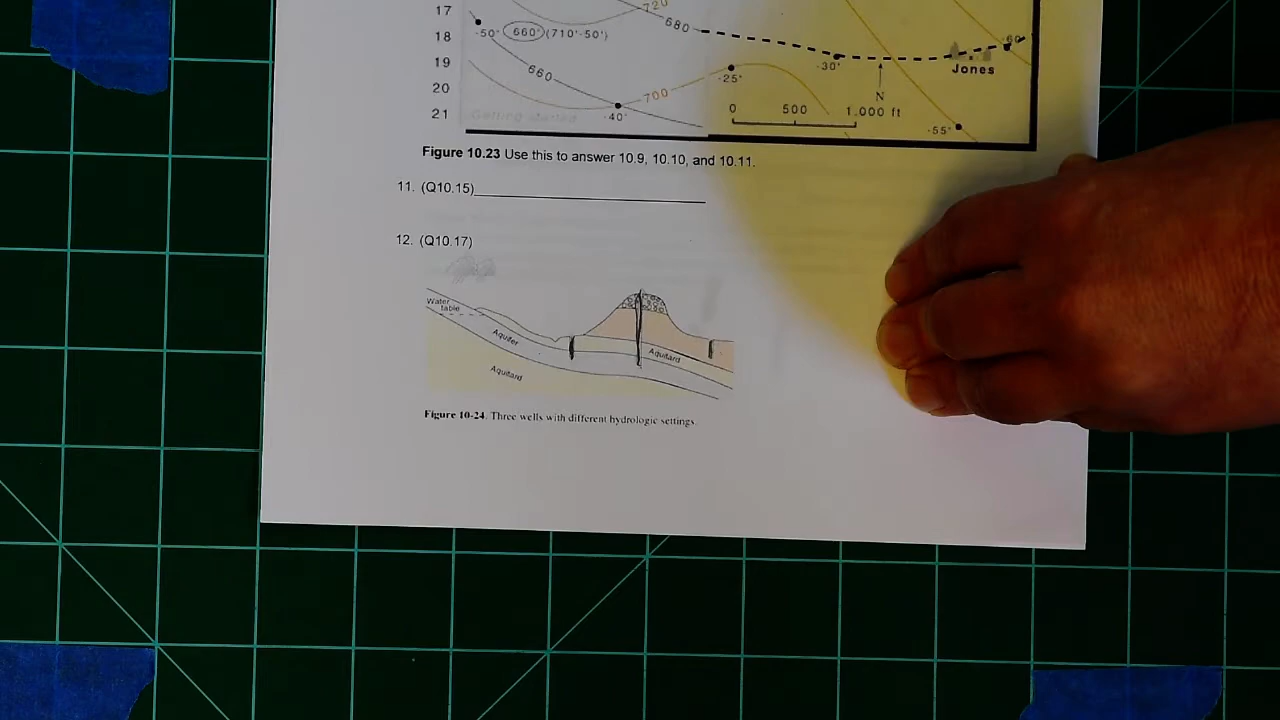 17
720
680
-50' 660' (710'-50')
18
-60'
660
19
-30'
Jones
-25'
20
700
N
0 500 1,000 ft
21
Getting started
-40'
-55'
Figure 10.23 Use this to answer 10.9, 10.10, and 10.11.
11. (Q10.15)
12. (Q10.17)
Water
table
Aquifer
Aquitard
Aquitard
Figure 10-24. Three wells with different hydrologic settings.